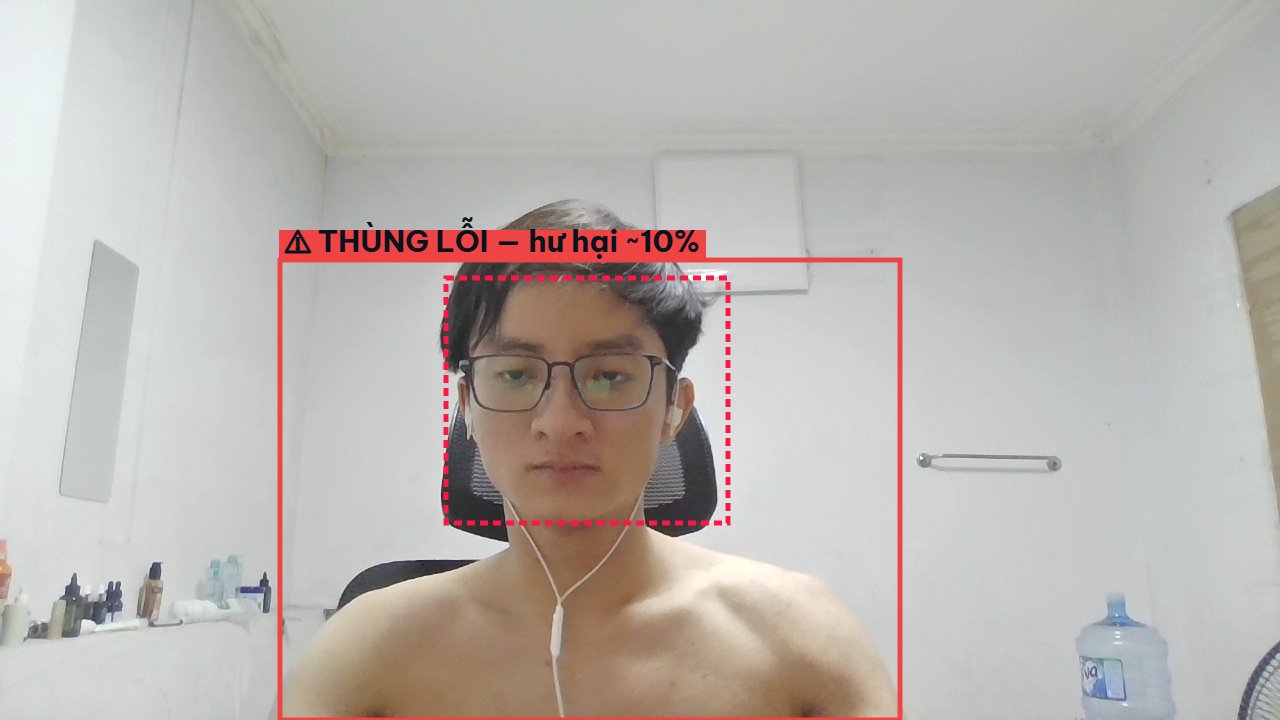 ⚠ THÙNG LỖI — hư hại ~10%